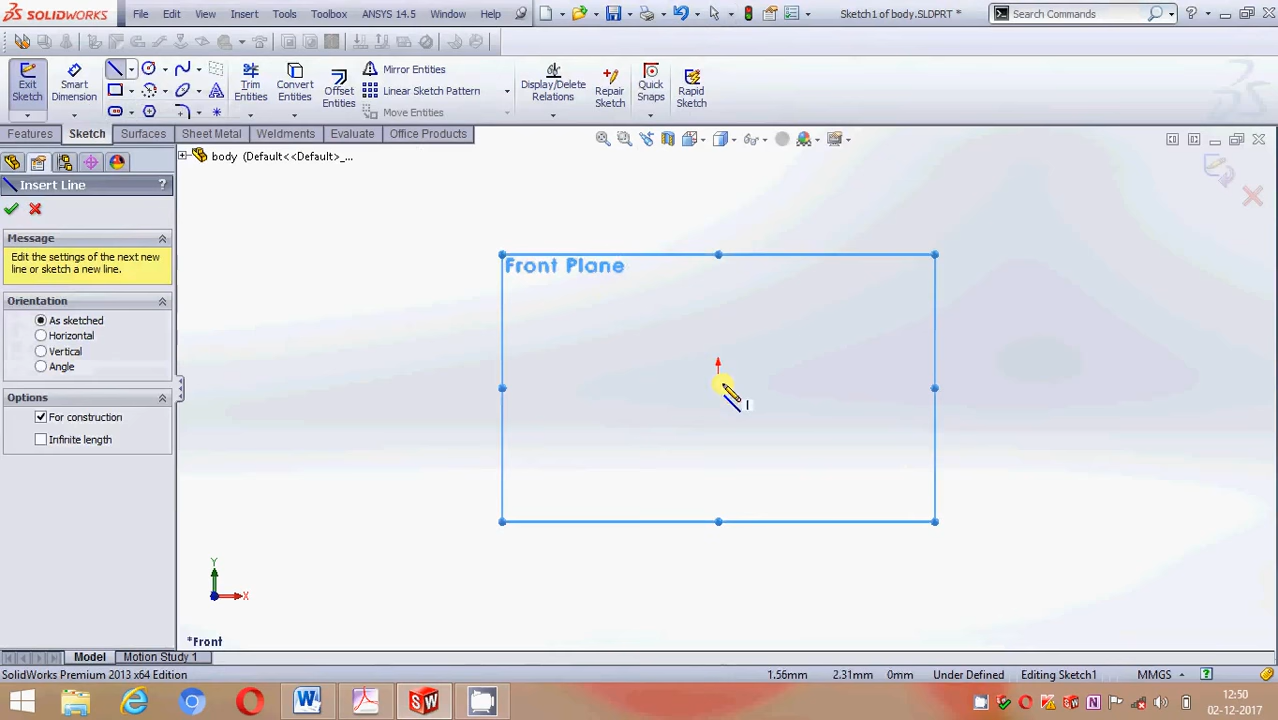 SOLIDWORKS File Edit View Insert Tools Toolbox ANSYS 14.5 Window Help Sketch1 of body.SLDPRT * Search Commands
Exit Sketch
Smart Dimension
Trim Entities
Convert Entities
Offset Entities
Mirror Entities
Linear Sketch Pattern
Move Entities
Display/Delete Relations
Repair Sketch
Quick Snaps
Rapid Sketch
Features Sketch Surfaces Sheet Metal Weldments Evaluate Office Products
body (Default<<Default>_...
Insert Line ?
Message
Edit the settings of the next new
line or sketch a new line.
Orientation
As sketched
Horizontal
Vertical
Angle
Options
For construction
Infinite length
Front Plane
Y
X
*Front
Model Motion Study 1
SolidWorks Premium 2013 x64 Edition 1.56mm 2.31mm 0mm Under Defined Editing Sketch1 MMGS
12:50
02-12-2017